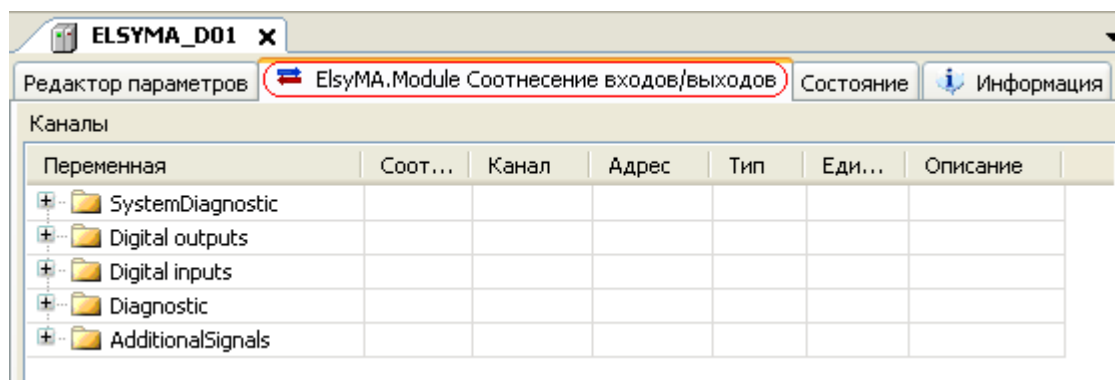 ELSYMA_D01
Редактор параметров ElsyMA.Module Соотнесение входов/выходов Состояние Информация
Каналы
Переменная Соот... Канал Адрес Тип Еди... Описание
SystemDiagnostic
Digital outputs
Digital inputs
Diagnostic
AdditionalSignals